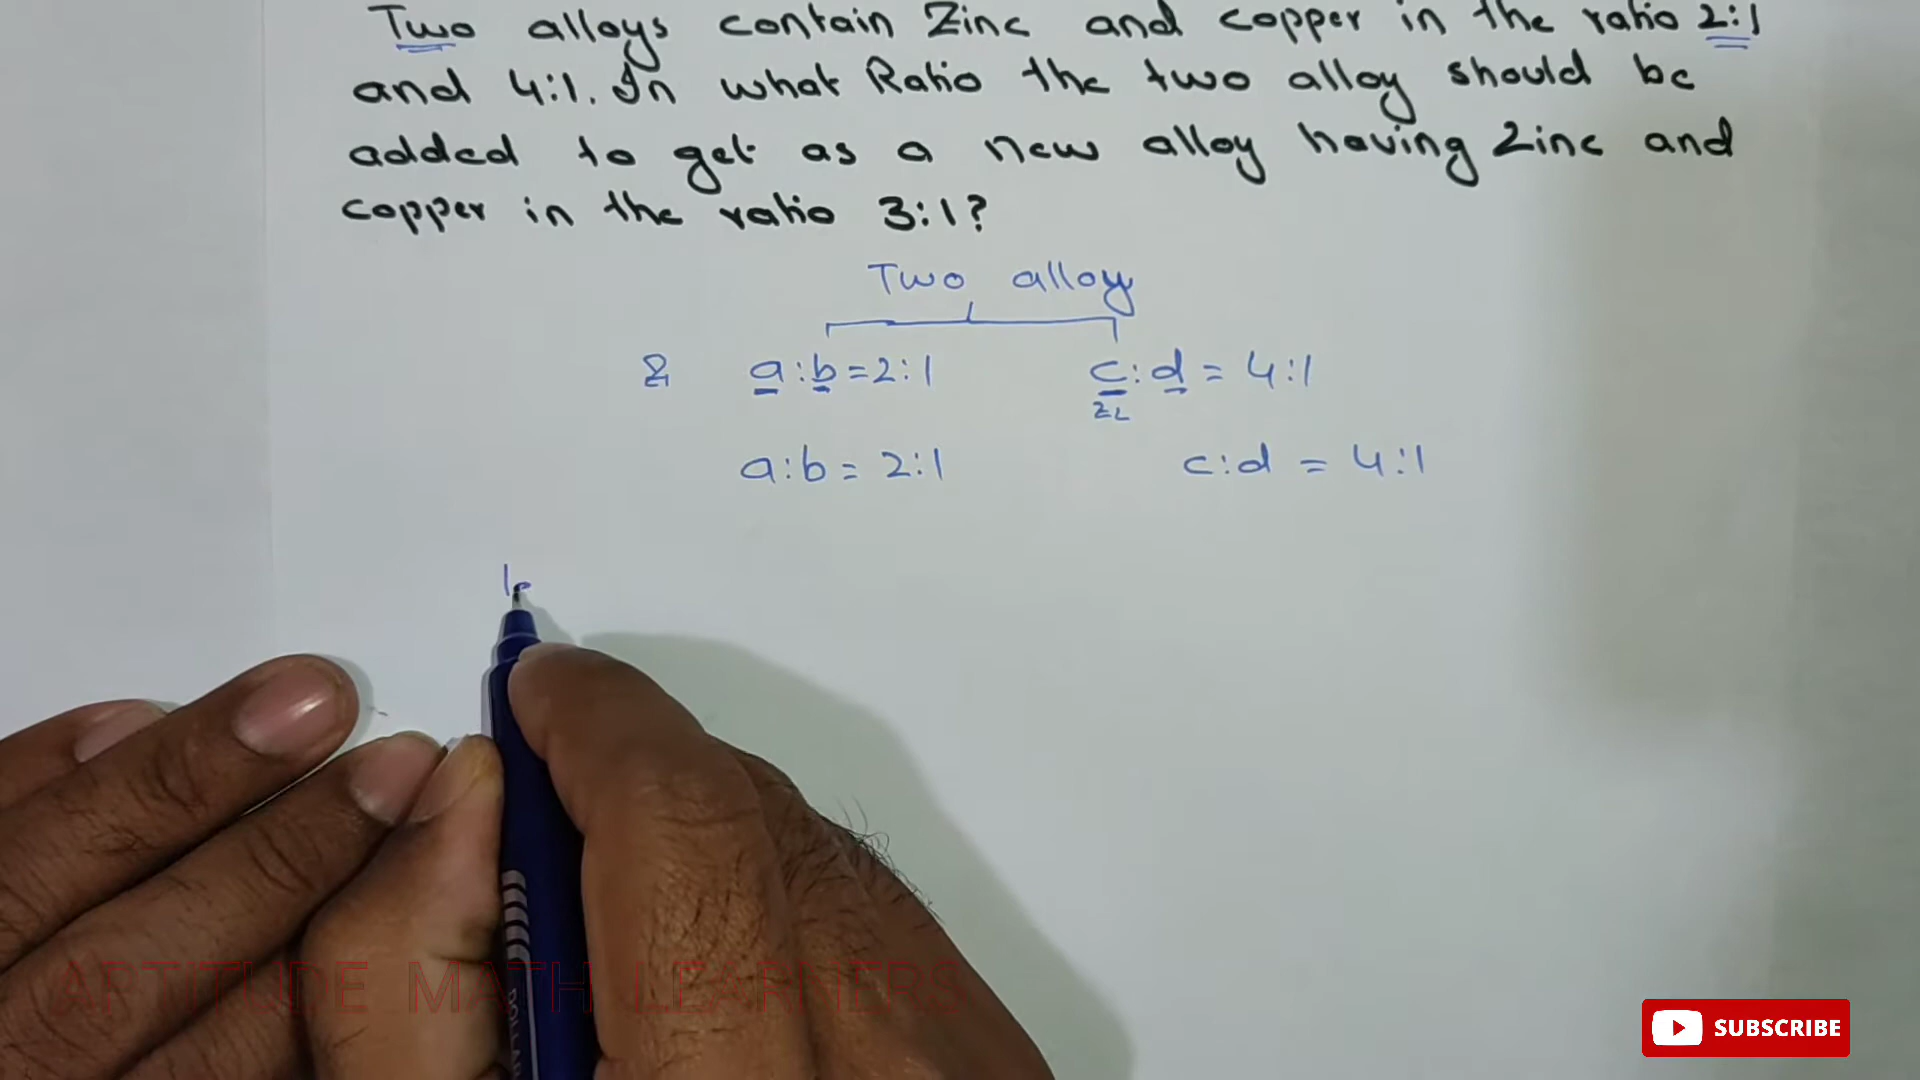 Two alloys contain Zinc and copper in the ratio 2:1
and 4:1. In what Ratio the two alloy should be
added to get as a new alloy having Zinc and
copper in the ratio 3:1?
Two alloy
a:b=2:1 c:d = 4:1
a:b = 2:1 c:d = 4:1
APTITUDE MATH LEARNERS
SUBSCRIBE